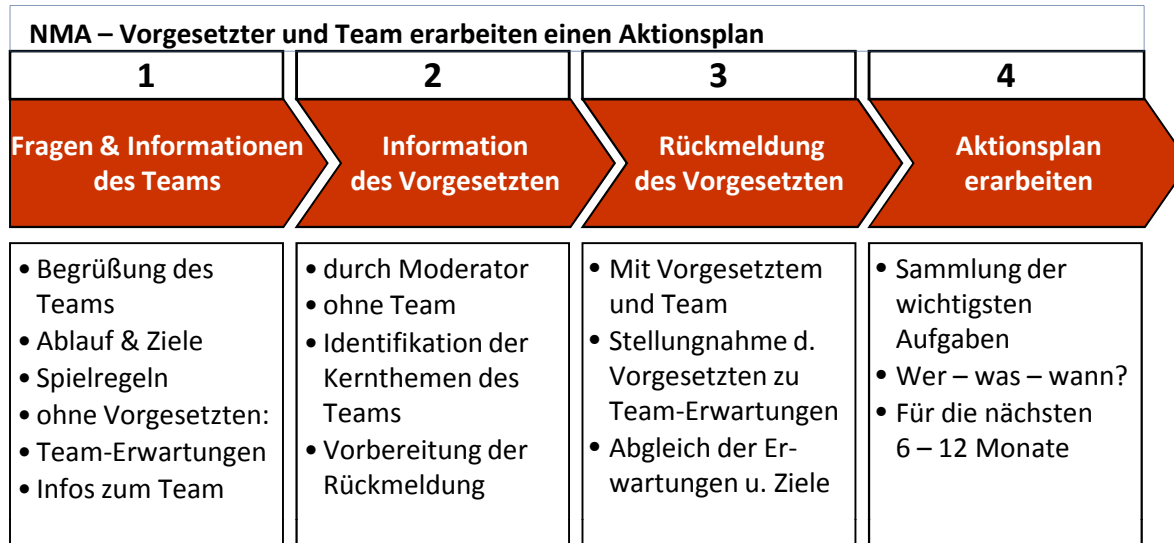 NMA – Vorgesetzter und Team erarbeiten einen Aktionsplan
1
2
3
4
Fragen & Informationen
des Teams
Information
des Vorgesetzten
Rückmeldung
des Vorgesetzten
Aktionsplan
erarbeiten
• Begrüßung des
Teams
• Ablauf & Ziele
• Spielregeln
• ohne Vorgesetzten:
• Team-Erwartungen
• Infos zum Team
• durch Moderator
• ohne Team
• Identifikation der
Kernthemen des
Teams
• Vorbereitung der
Rückmeldung
• Mit Vorgesetztem
und Team
• Stellungnahme d.
Vorgesetzten zu
Team-Erwartungen
• Abgleich der Er-
wartungen u. Ziele
• Sammlung der
wichtigsten
Aufgaben
• Wer – was – wann?
• Für die nächsten
6 – 12 Monate